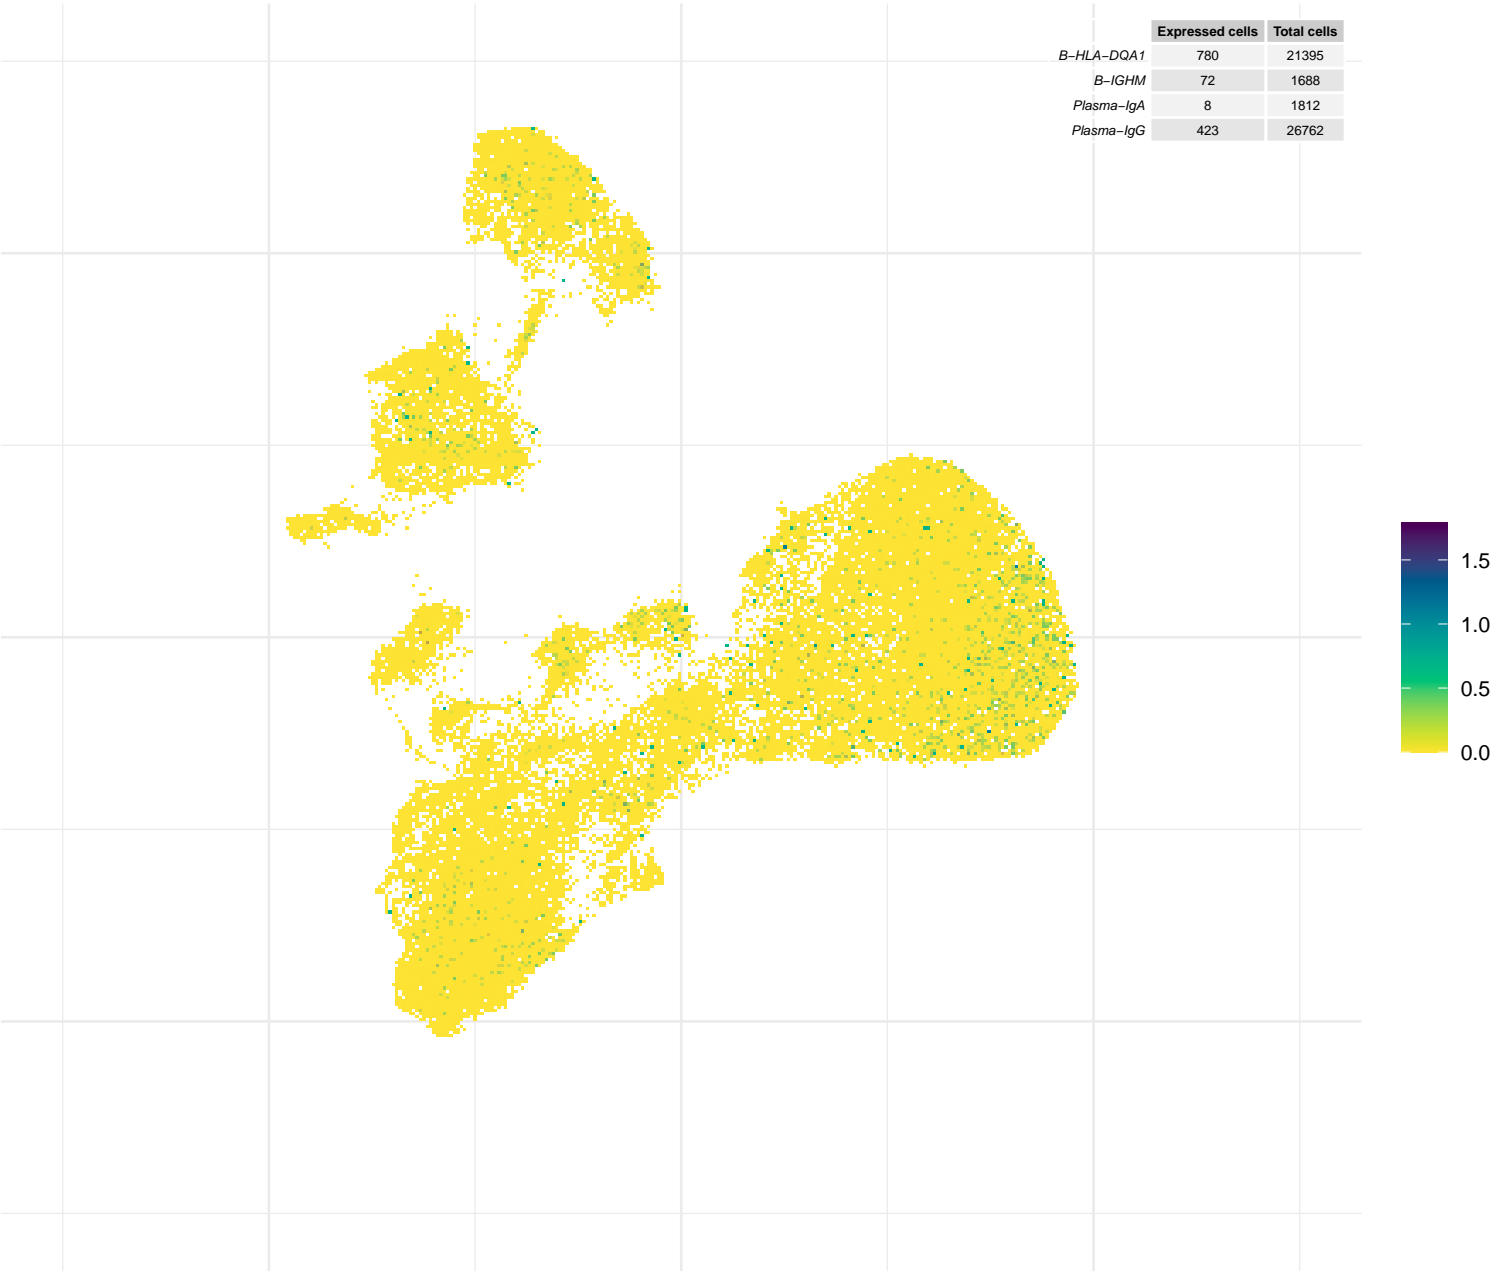 Expressed cells Total cells
B−HLA−DQA1 780 21395
B−IGHM 72 1688
Plasma−IgA 8 1812
Plasma−IgG 423 26762
1.5
1.0
0.5
0.0